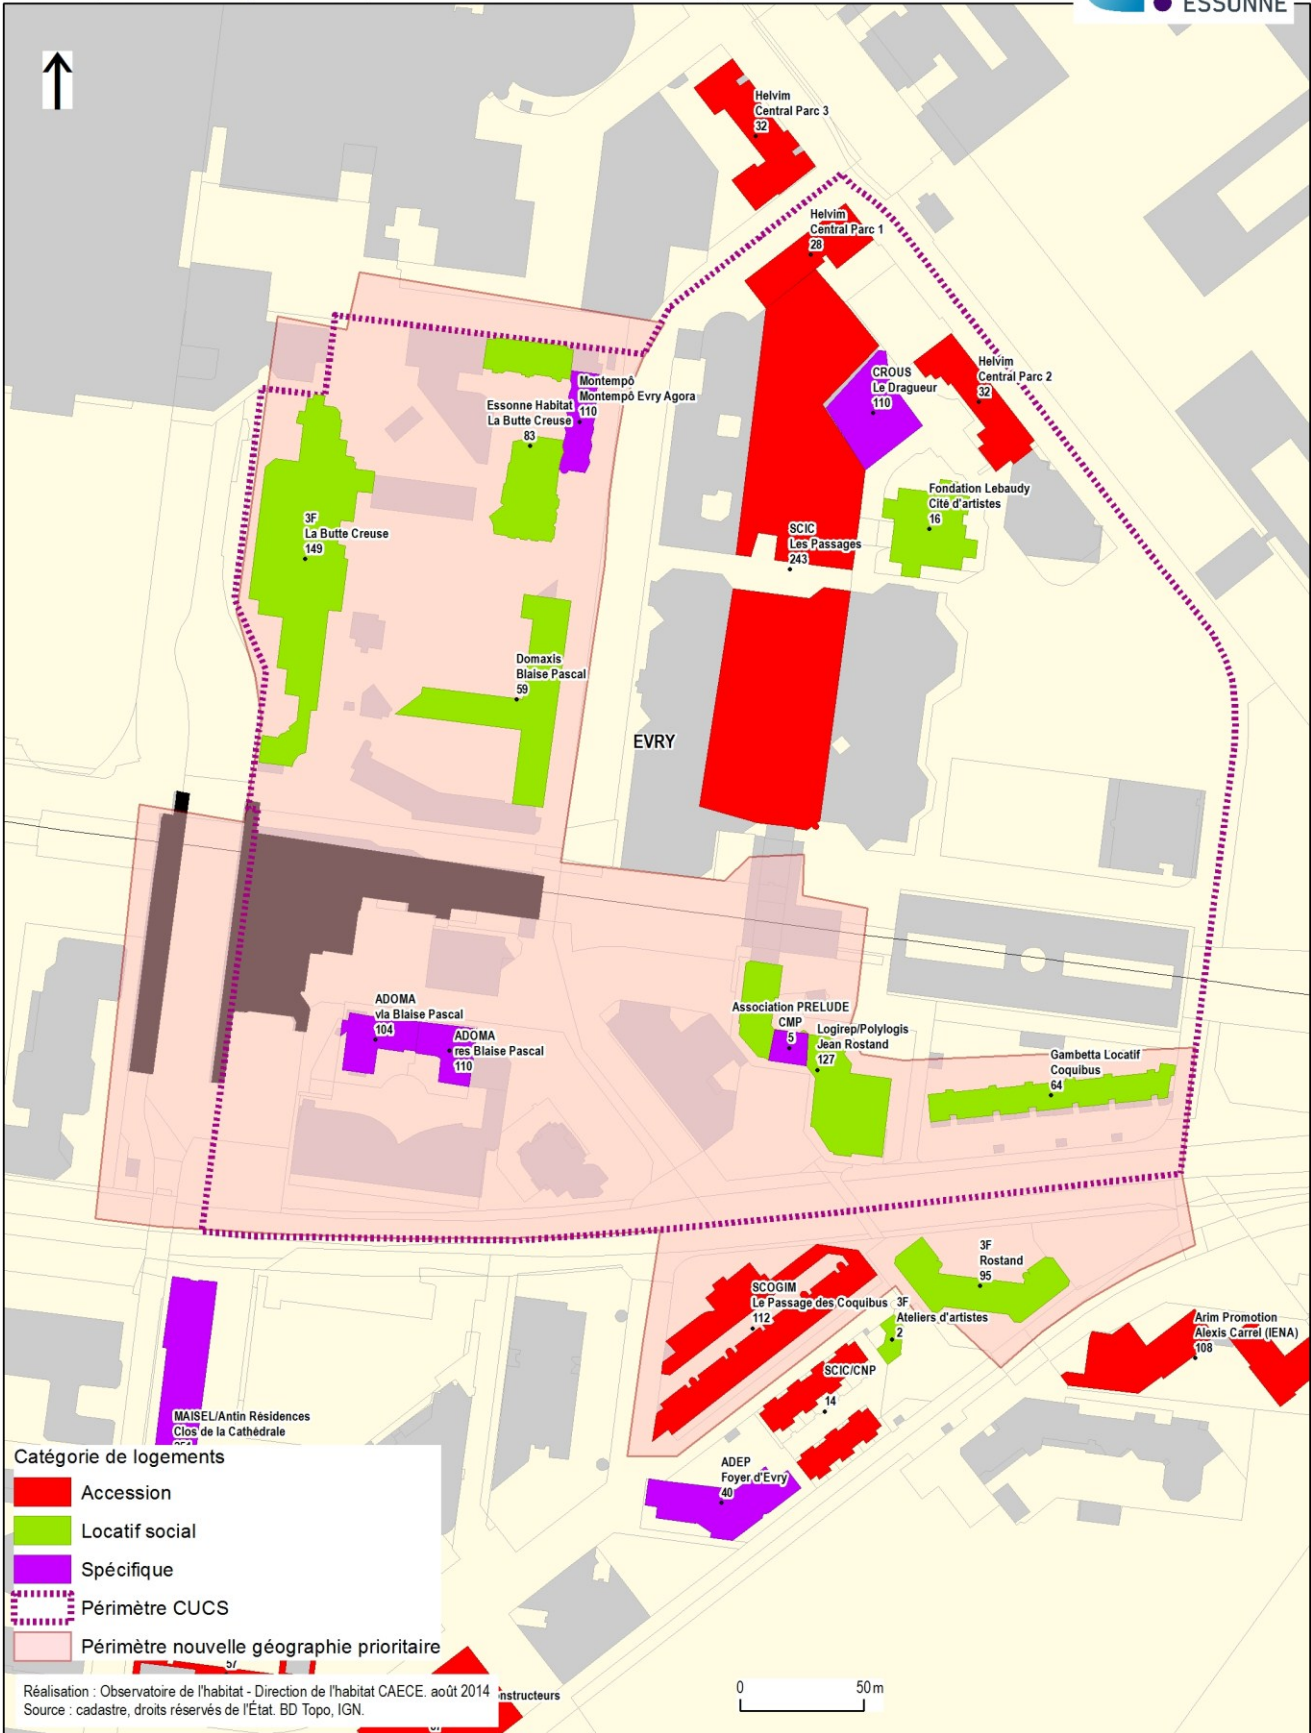 ESSONNE
Helvim
Central Parc 3
32
Helvim
Central Parc 1
28
Helvim
Central Parc 2
32
CROUS
Le Dragueur
110
Montempô
Montempô Evry Agora
110
Essonne Habitat
La Butte Creuse
83
Fondation Lebaudy
Cité d'artistes
16
3F
La Butte Creuse
149
SCIC
Les Passages
243
Domaxis
Blaise Pascal
59
EVRY
ADOMA
vla Blaise Pascal
104
ADOMA
res Blaise Pascal
110
Association PRELUDE
CMP
5
Logirep/Polylogis
Jean Rostand
127
Gambetta Locatif
Coquibus
64
3F
Rostand
95
SCOGIM
Le Passage des Coquibus
112
3F
Ateliers d'artistes
2
Arim Promotion
Alexis Carrel (IENA)
108
SCIC/CNP
14
MAISEL/Antin Résidences
Clos de la Cathédrale
ADEP
Foyer d'Evry
40
Catégorie de logements
Accession
Locatif social
Spécifique
Périmètre CUCS
Périmètre nouvelle géographie prioritaire
57
nstructeurs
Réalisation : Observatoire de l'habitat - Direction de l'habitat CAECE. août 2014
Source : cadastre, droits réservés de l'État. BD Topo, IGN.
0 50 m